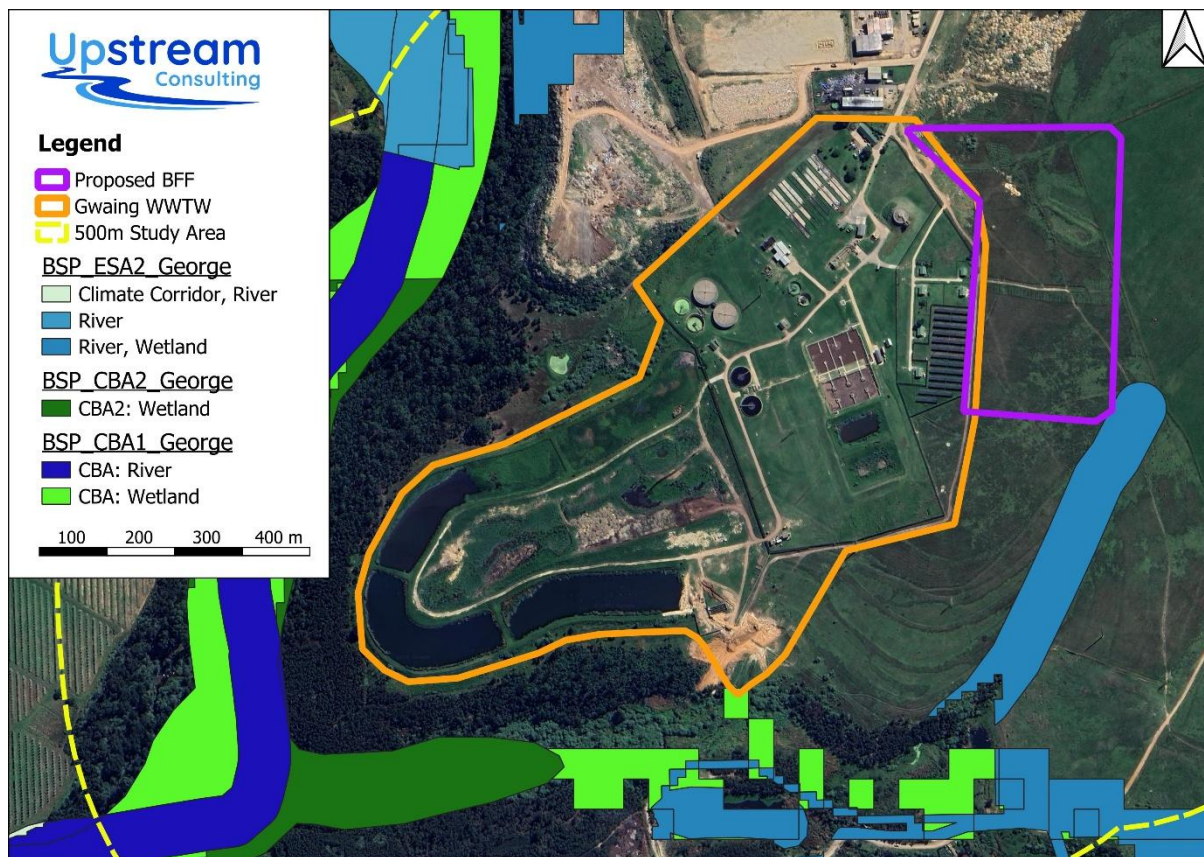 Upstream
Consulting
Legend
Proposed BFF
Gwaing WWTW
500m Study Area
BSP_ESA2_George
Climate Corridor, River
River
River, Wetland
BSP_CBA2_George
CBA2: Wetland
BSP_CBA1_George
CBA: River
CBA: Wetland
100 200 300 400 m